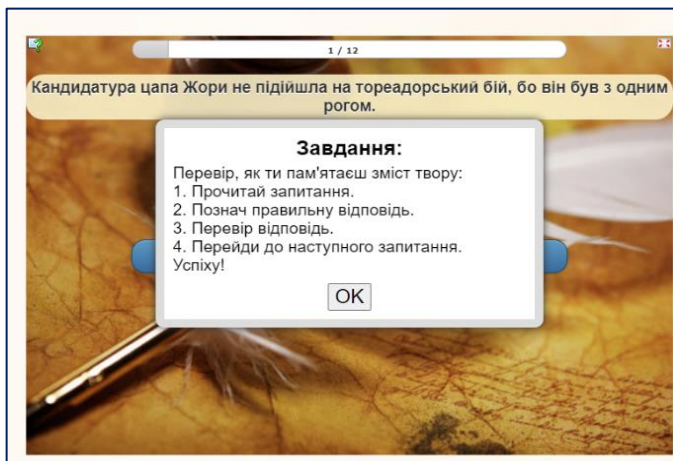 1 / 12
Кандидатура цапа Жори не підійшла на тореадорський бій, бо він був з одним
рогом.
Завдання:
Перевір, як ти пам'ятаєш зміст твору:
1. Прочитай запитання.
2. Познач правильну відповідь.
3. Перевір відповідь.
4. Перейди до наступного запитання.
Успіху!
OK